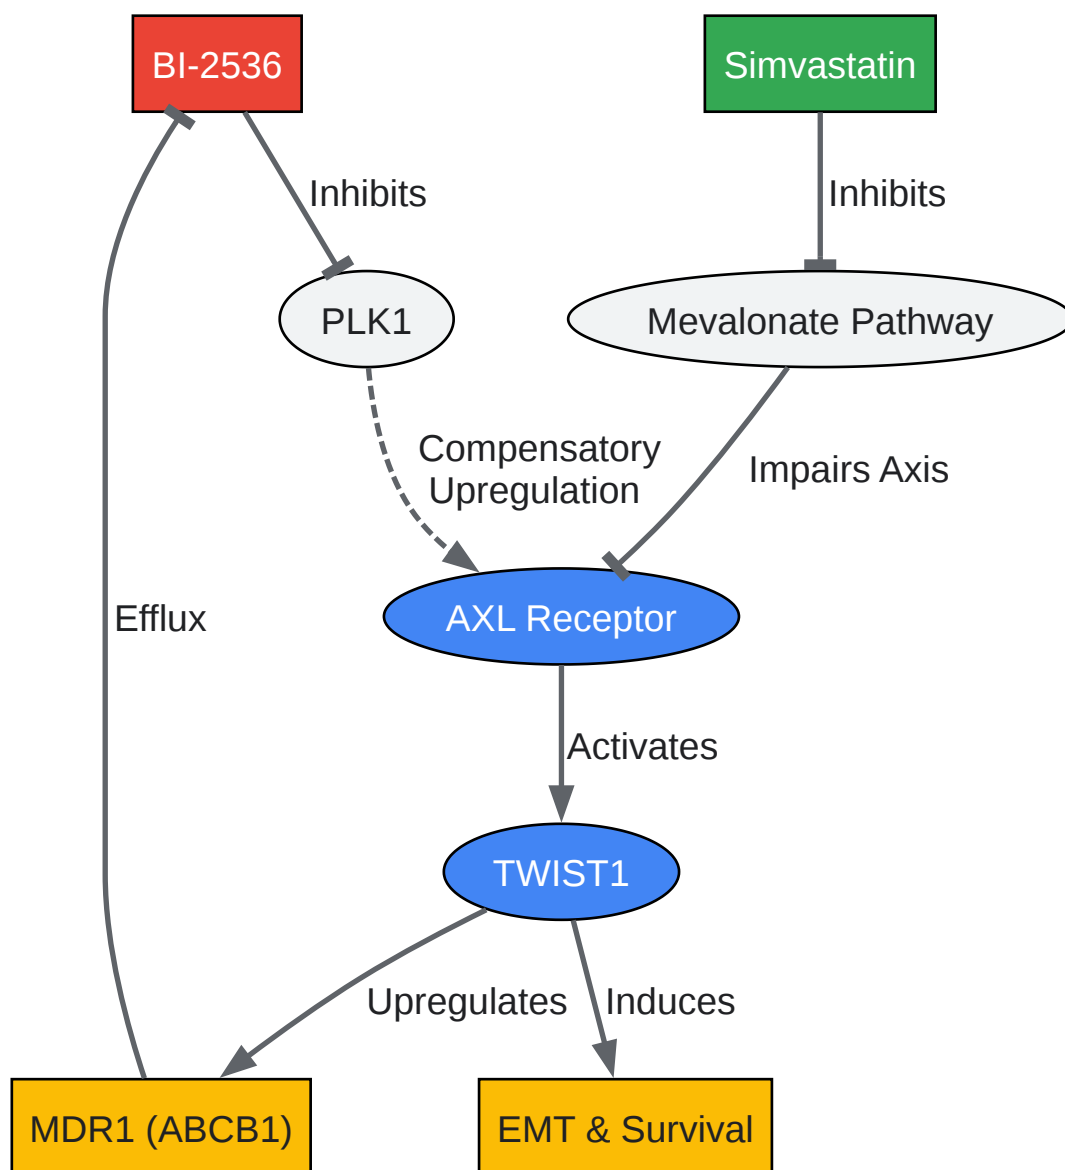 BI-2536
Simvastatin
Inhibits
Inhibits
PLK1
Mevalonate Pathway
Compensatory
Upregulation
Impairs Axis
Efflux
AXL Receptor
Activates
TWIST1
Upregulates
Induces
MDR1 (ABCB1)
EMT & Survival